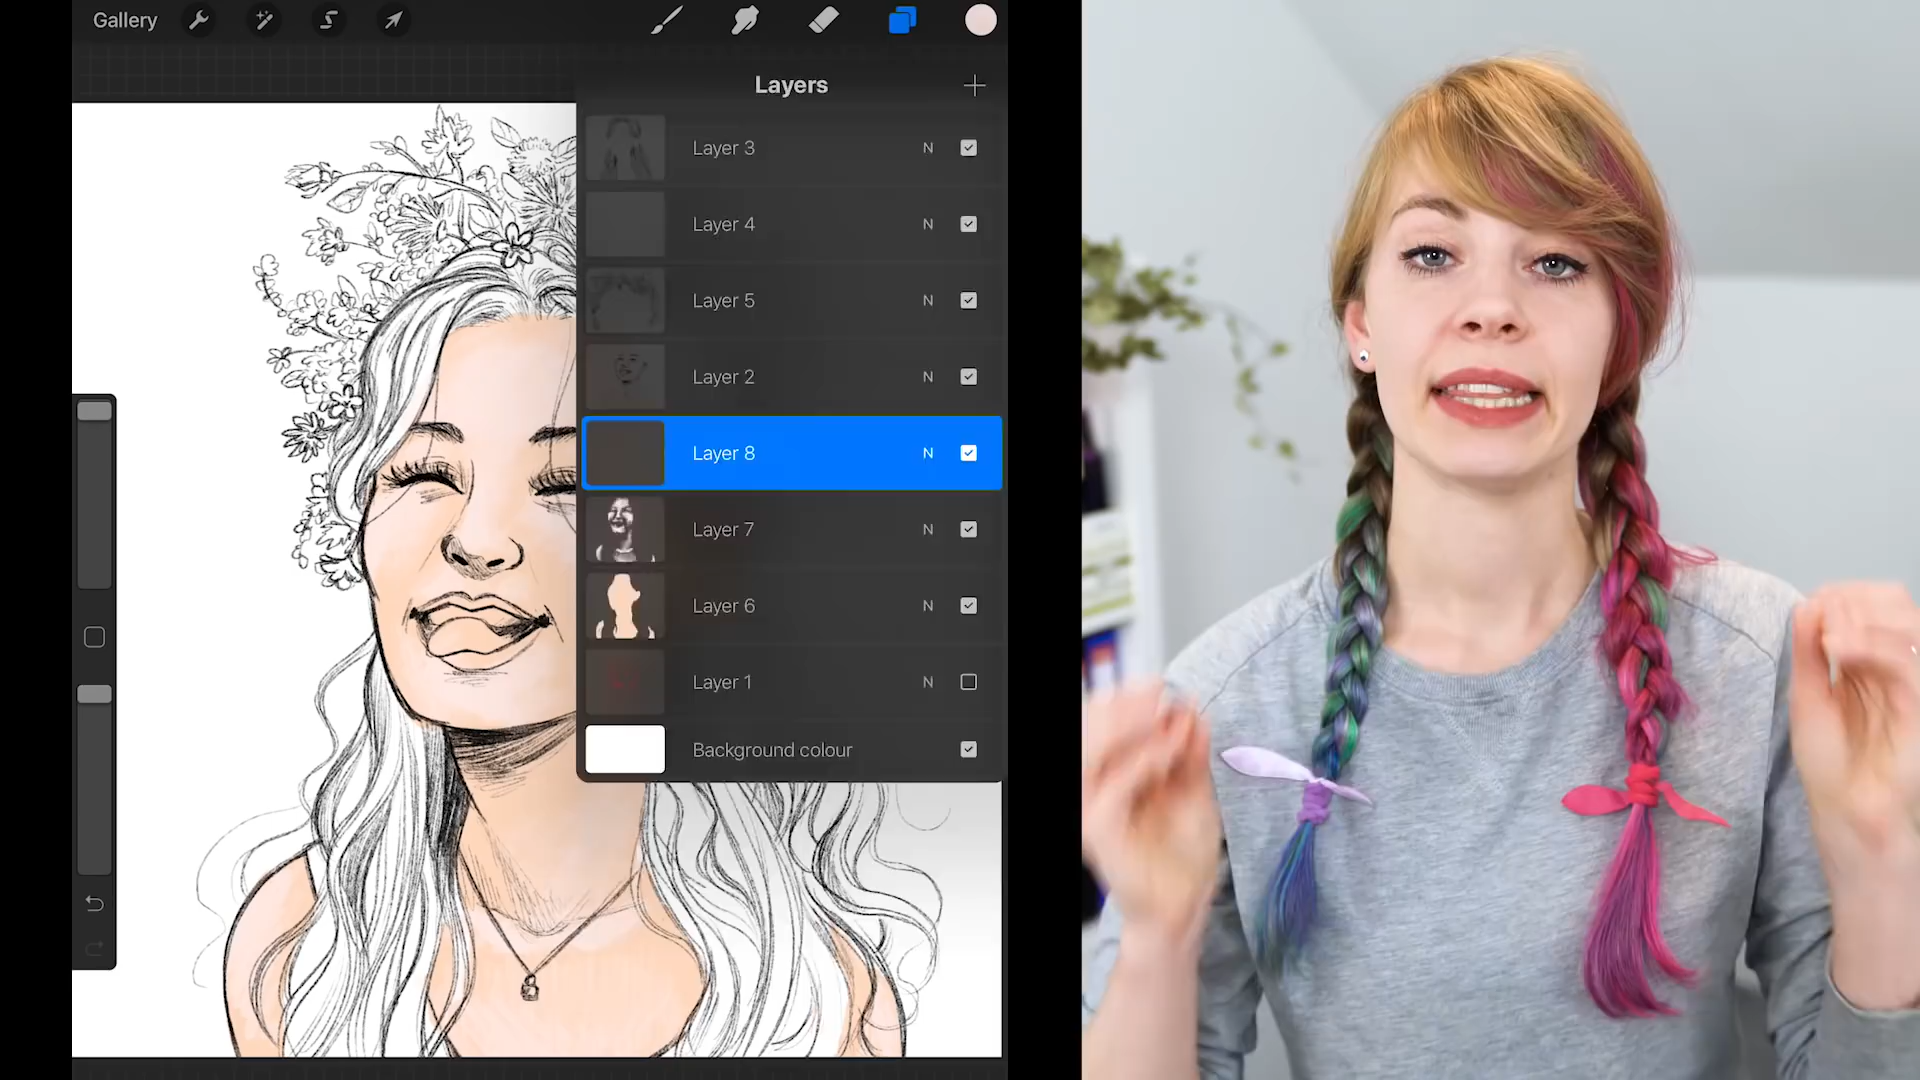 Gallery
Layers
Layer 3 N
Layer 4 N
Layer 5 N
Layer 2 N
Layer 8 N
Layer 7 N
Layer 6 N
Layer 1 N
Background colour